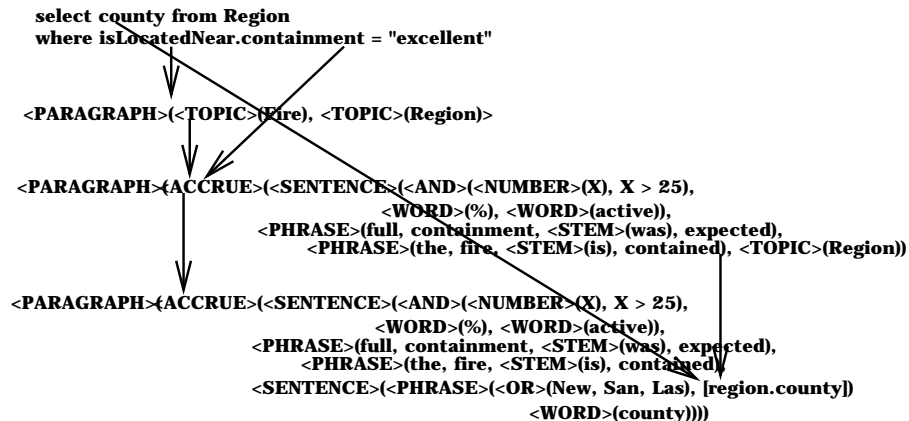 select county from Region
where isLocatedNear.containment = "excellent"
<PARAGRAPH>(<TOPIC>(Fire), <TOPIC>(Region)>
<PARAGRAPH>(<ACCRUE>(<SENTENCE>(<AND>(<NUMBER>(X), X > 25),
<WORD>(%), <WORD>(active)),
<PHRASE>(full, containment, <STEM>(was), expected),
<PHRASE>(the, fire, <STEM>(is), contained), <TOPIC>(Region))
<PARAGRAPH>(<ACCRUE>(<SENTENCE>(<AND>(<NUMBER>(X), X > 25),
<WORD>(%), <WORD>(active)),
<PHRASE>(full, containment, <STEM>(was), expected),
<PHRASE>(the, fire, <STEM>(is), contained),
<SENTENCE>(<PHRASE>(<OR>(New, San, Las), [region.county])
<WORD>(county))))